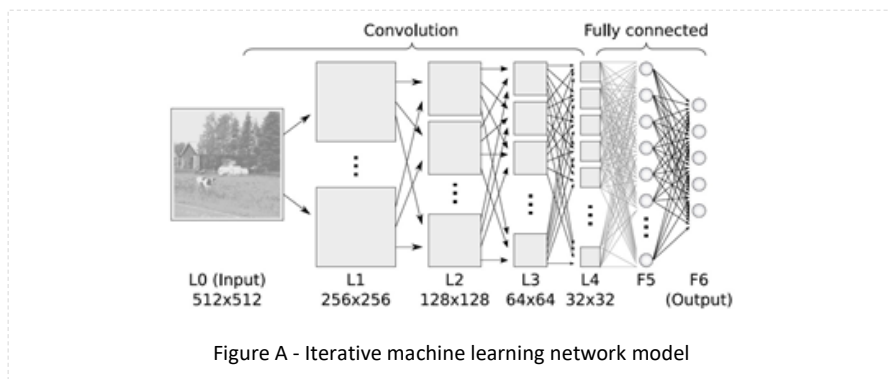 Convolution Fully connected
L0 (Input) L1 L2 L3 L4 F5 F6
512x512 256x256 128x128 64x64 32x32 (Output)
Figure A - Iterative machine learning network model